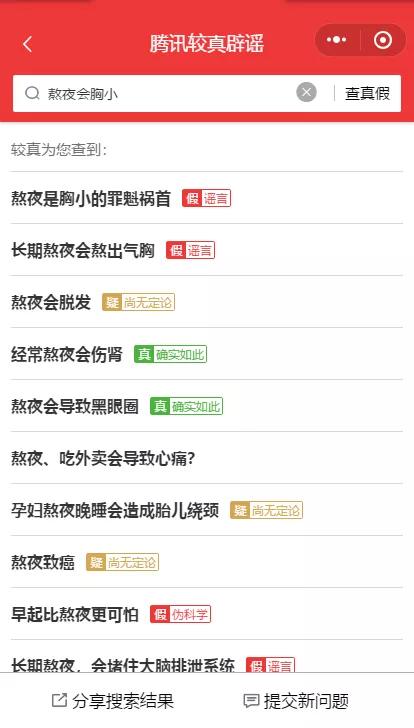 腾讯较真辟谣
熬夜会胸小 查真假
较真为您查到：
熬夜是胸小的罪魁祸首 假 谣言
长期熬夜会熬出气胸 假 谣言
熬夜会脱发 疑 尚无定论
经常熬夜会伤肾 真 确实如此
熬夜会导致黑眼圈 真 确实如此
熬夜、吃外卖会导致心痛？
孕妇熬夜晚睡会造成胎儿绕颈 疑 尚无定论
熬夜致癌 疑 尚无定论
早起比熬夜更可怕 假 伪科学
长期熬夜，会堵住大脑排泄系统 假 谣言
分享搜索结果 提交新问题